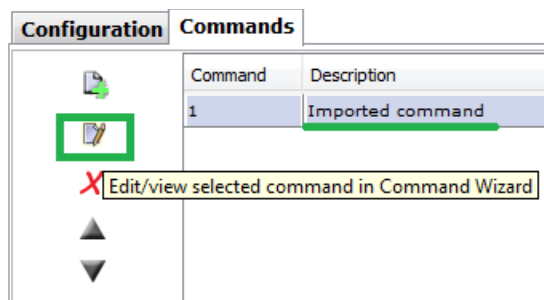 Configuration Commands
Command Description
1 Imported command
Edit/view selected command in Command Wizard